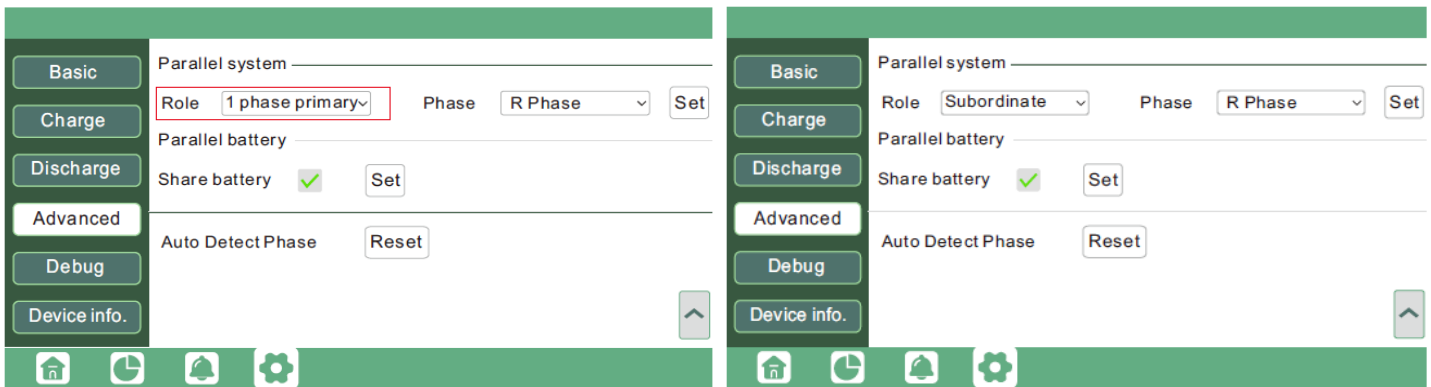 Basic
Charge
Discharge
Advanced
Debug
Device info.
Parallel system
Role 1 phase primary Phase R Phase Set
Parallel battery
Share battery Set
Auto Detect Phase Reset
Basic
Charge
Discharge
Advanced
Debug
Device info.
Parallel system
Role Subordinate Phase R Phase Set
Parallel battery
Share battery Set
Auto Detect Phase Reset